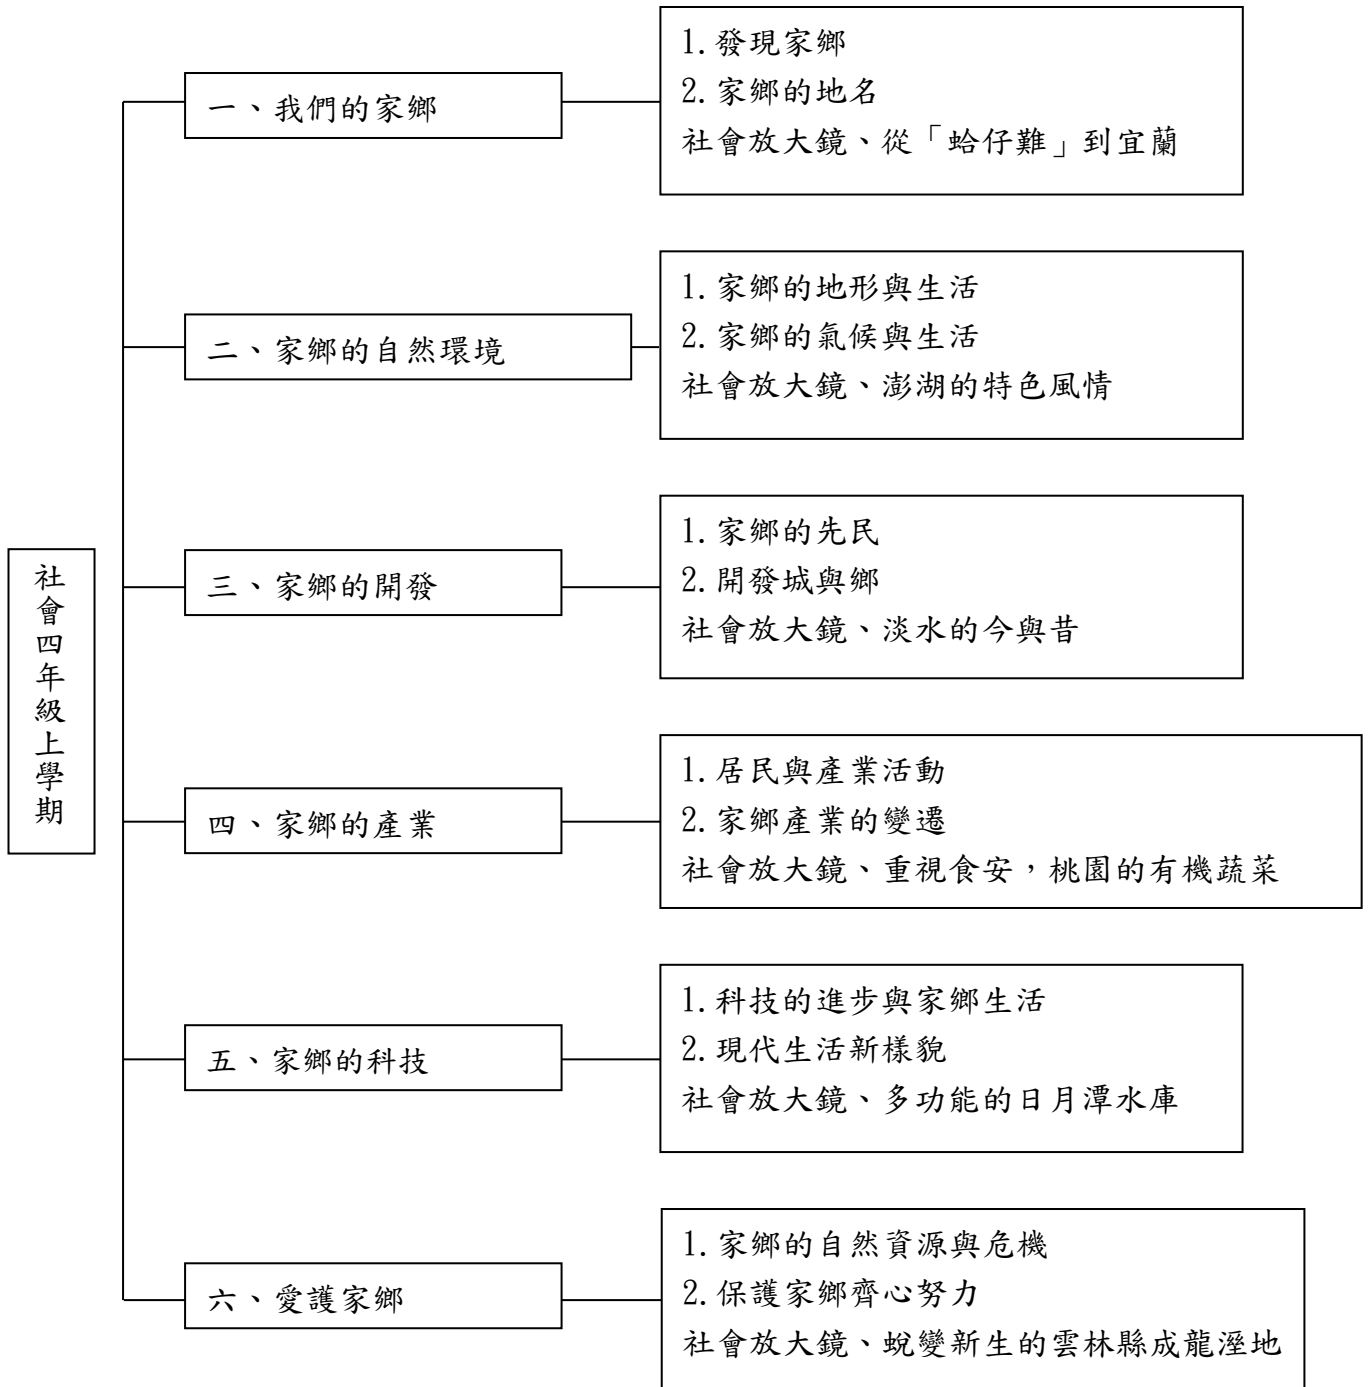 社會四年級上學期
一、我們的家鄉
1.發現家鄉
2.家鄉的地名
社會放大鏡、從「蛤仔難」到宜蘭
二、家鄉的自然環境
1.家鄉的地形與生活
2.家鄉的氣候與生活
社會放大鏡、澎湖的特色風情
三、家鄉的開發
1.家鄉的先民
2.開發城與鄉
社會放大鏡、淡水的今與昔
四、家鄉的產業
1.居民與產業活動
2.家鄉產業的變遷
社會放大鏡、重視食安，桃園的有機蔬菜
五、家鄉的科技
1.科技的進步與家鄉生活
2.現代生活新樣貌
社會放大鏡、多功能的日月潭水庫
六、愛護家鄉
1.家鄉的自然資源與危機
2.保護家鄉齊心努力
社會放大鏡、蛻變新生的雲林縣成龍溼地